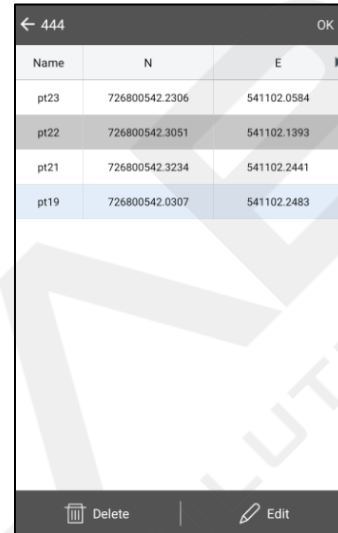 ← 444 OK
Name N E
pt23 726800542.2306 541102.0584
pt22 726800542.3051 541102.1393
pt21 726800542.3234 541102.2441
pt19 726800542.0307 541102.2483
Delete Edit